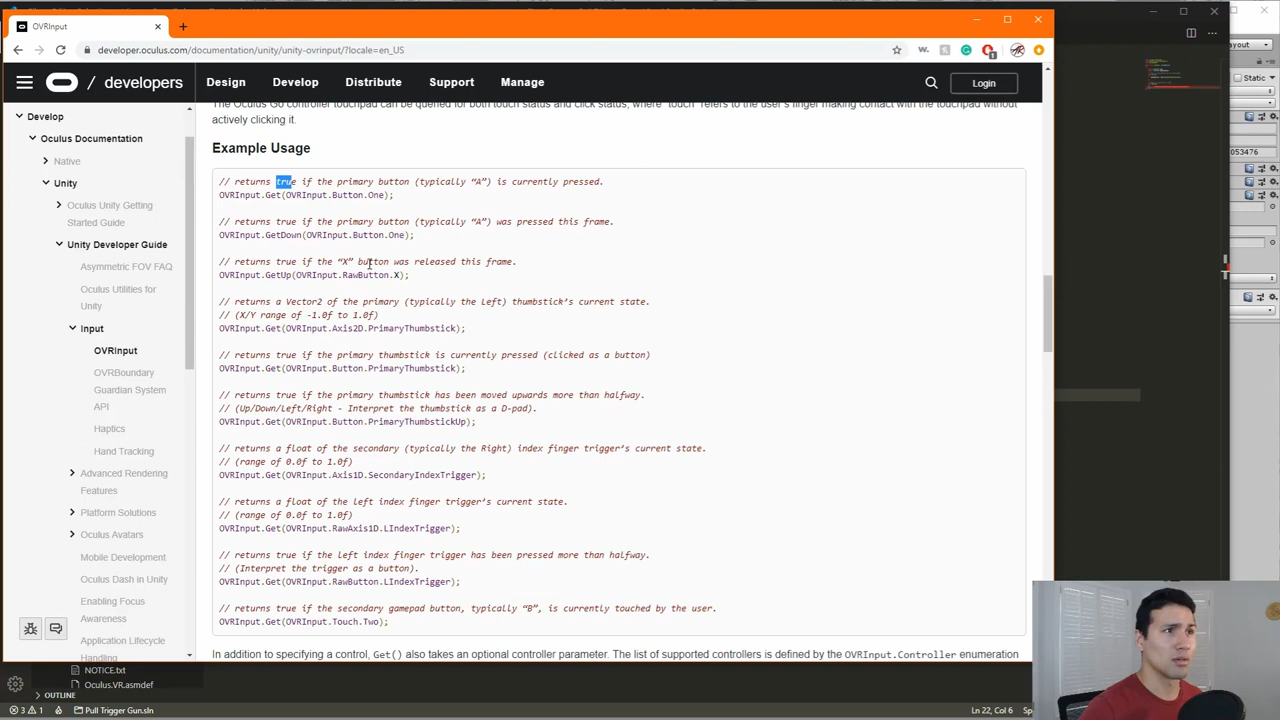 OVRInput
developer.oculus.com/documentation/unity/unity-ovrinput/?locale=en_US
/ developers
Design
Develop
Distribute
Support
Manage
Login
Develop
Oculus Documentation
Native
Unity
Oculus Unity Getting
Started Guide
Unity Developer Guide
Asymmetric FOV FAQ
Oculus Utilities for
Unity
Input
OVRInput
OVRBoundary
Guardian System
API
Haptics
Hand Tracking
Advanced Rendering
Features
Platform Solutions
Oculus Avatars
Mobile Development
Oculus Dash in Unity
Enabling Focus
Awareness
Application Lifecycle
Handling
The Oculus Go controller touchpad can be queried for both touch status and click status, where "touch" refers to the user's finger making contact with the touchpad without
actively clicking it.
Example Usage
// returns true if the primary button (typically “A”) is currently pressed.
OVRInput.Get(OVRInput.Button.One);
// returns true if the primary button (typically “A”) was pressed this frame.
OVRInput.GetDown(OVRInput.Button.One);
// returns true if the “X” button was released this frame.
OVRInput.GetUp(OVRInput.RawButton.X);
// returns a Vector2 of the primary (typically the Left) thumbstick’s current state.
// (X/Y range of -1.0f to 1.0f)
OVRInput.Get(OVRInput.Axis2D.PrimaryThumbstick);
// returns true if the primary thumbstick is currently pressed (clicked as a button)
OVRInput.Get(OVRInput.Button.PrimaryThumbstick);
// returns true if the primary thumbstick has been moved upwards more than halfway.
// (Up/Down/Left/Right - Interpret the thumbstick as a D-pad).
OVRInput.Get(OVRInput.Button.PrimaryThumbstickUp);
// returns a float of the secondary (typically the Right) index finger trigger’s current state.
// (range of 0.0f to 1.0f)
OVRInput.Get(OVRInput.Axis1D.SecondaryIndexTrigger);
// returns a float of the left index finger trigger’s current state.
// (range of 0.0f to 1.0f)
OVRInput.Get(OVRInput.RawAxis1D.LIndexTrigger);
// returns true if the left index finger trigger has been pressed more than halfway.
// (Interpret the trigger as a button).
OVRInput.Get(OVRInput.RawButton.LIndexTrigger);
// returns true if the secondary gamepad button, typically “B”, is currently touched by the user.
OVRInput.Get(OVRInput.Touch.Two);
In addition to specifying a control, Get() also takes an optional controller parameter. The list of supported controllers is defined by the OVRInput.Controller enumeration
NOTICE.txt
Oculus.VR.asmdef
OUTLINE
3 1
Pull Trigger Gun.sln
Ln 22, Col 6
ayout
Static
053476